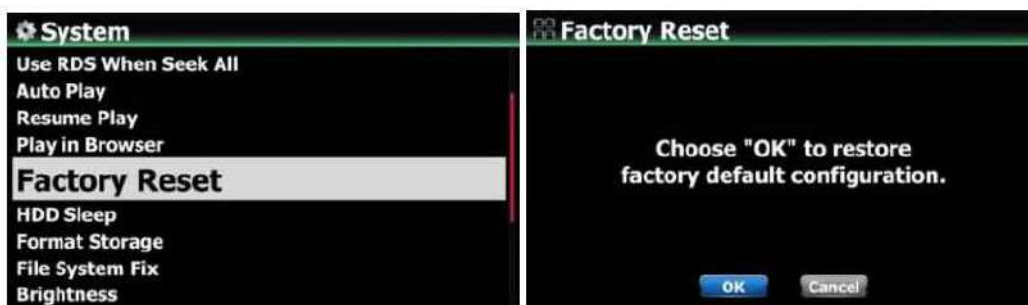 System
Use RDS When Seek All
Auto Play
Resume Play
Play in Browser
Factory Reset
HDD Sleep
Format Storage
File System Fix
Brightness
Factory Reset
Choose "OK" to restore
factory default configuration.
OK
Cancel